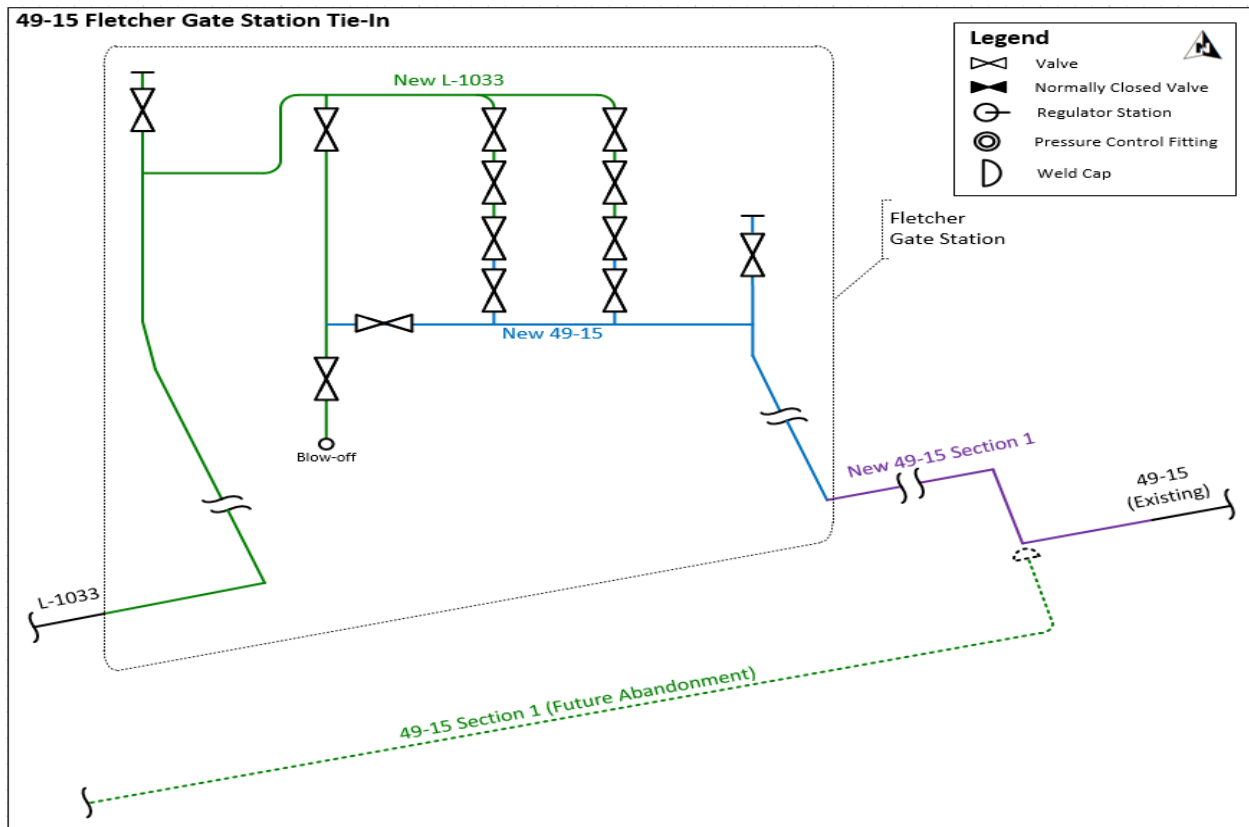 49-15 Fletcher Gate Station Tie-In
Legend
Valve
Normally Closed Valve
Regulator Station
Pressure Control Fitting
Weld Cap
N
New L-1033
Fletcher
Gate Station
New 49-15
Blow-off
New 49-15 Section 1
49-15
(Existing)
L-1033
49-15 Section 1 (Future Abandonment)